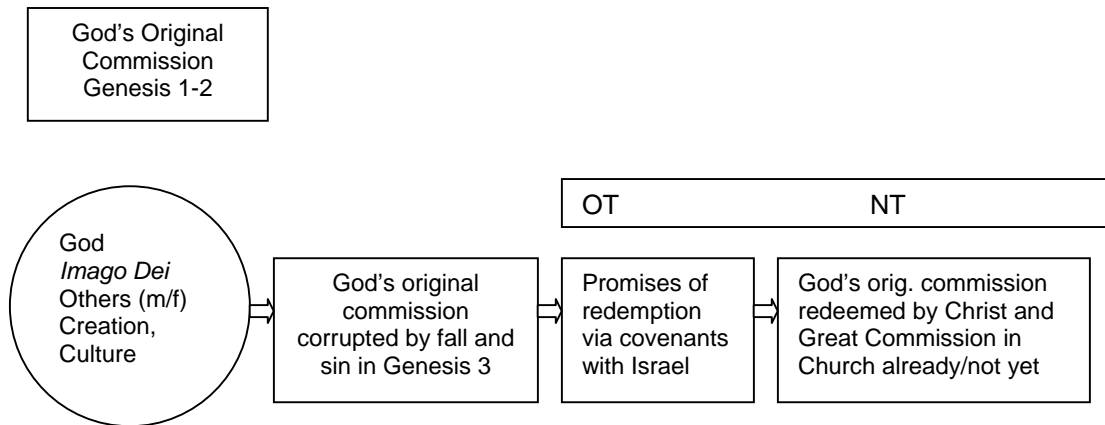 God’s Original
Commission
Genesis 1-2
OT NT
God
Imago Dei
Others (m/f)
Creation,
Culture
God’s original
commission
corrupted by fall and
sin in Genesis 3
Promises of
redemption
via covenants
with Israel
God’s orig. commission
redeemed by Christ and
Great Commission in
Church already/not yet